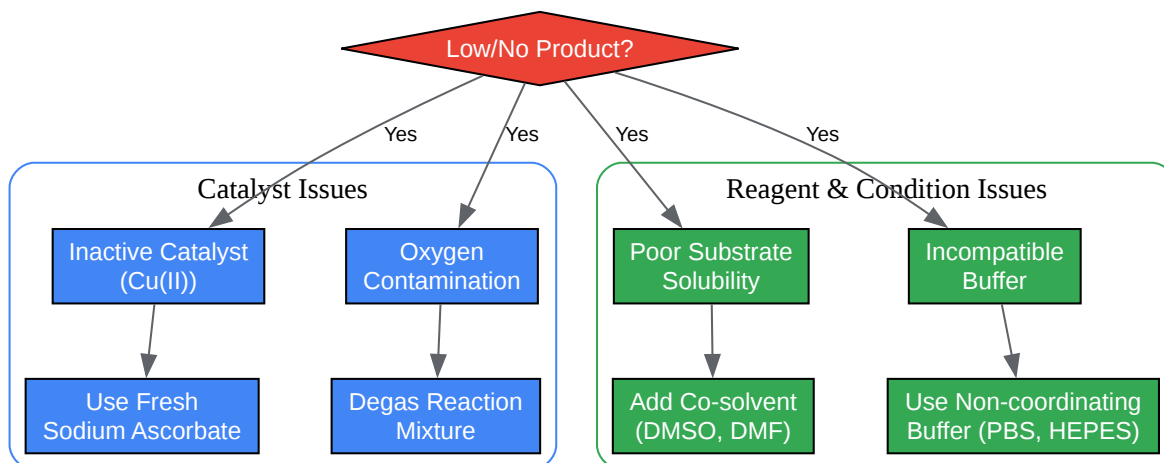 Low/No Product?
Yes
Yes
Yes
Yes
Catalyst Issues
Reagent & Condition Issues
Inactive Catalyst
(Cu(II))
Oxygen
Contamination
Poor Substrate
Solubility
Incompatible
Buffer
Use Fresh
Sodium Ascorbate
Degas Reaction
Mixture
Add Co-solvent
(DMSO, DMF)
Use Non-coordinating
Buffer (PBS, HEPES)